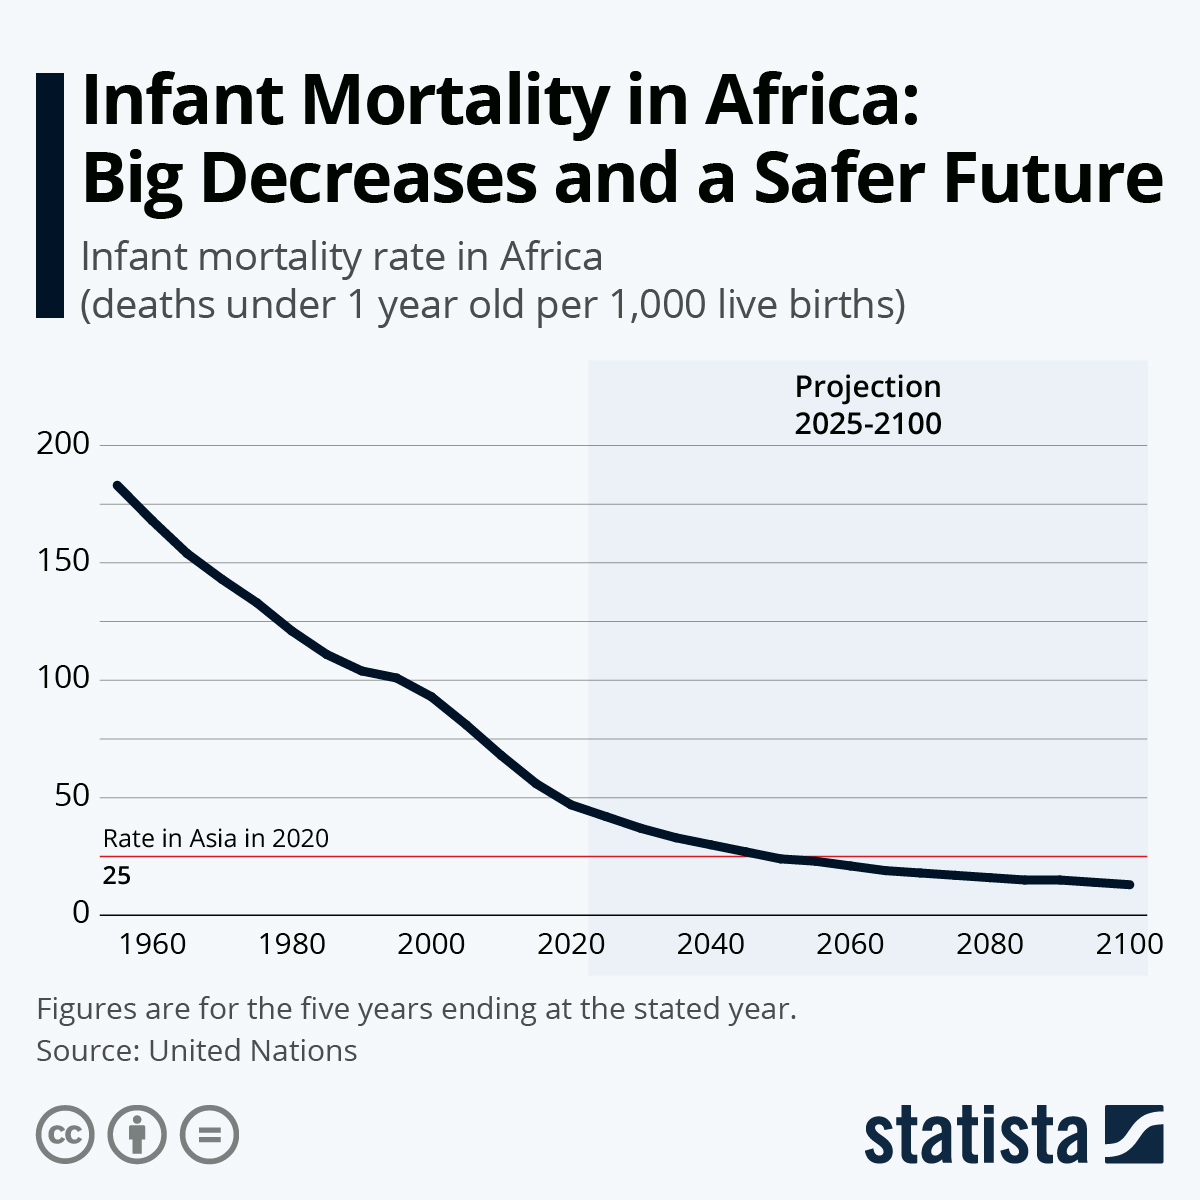 Infant Mortality in Africa:
Big Decreases and a Safer Future
Infant mortality rate in Africa
(deaths under 1 year old per 1,000 live births)
Projection
2025-2100
200
150
100
50
Rate in Asia in 2020
25
0
1960 1980 2000 2020 2040 2060 2080 2100
Figures are for the five years ending at the stated year.
Source: United Nations
cc
statista